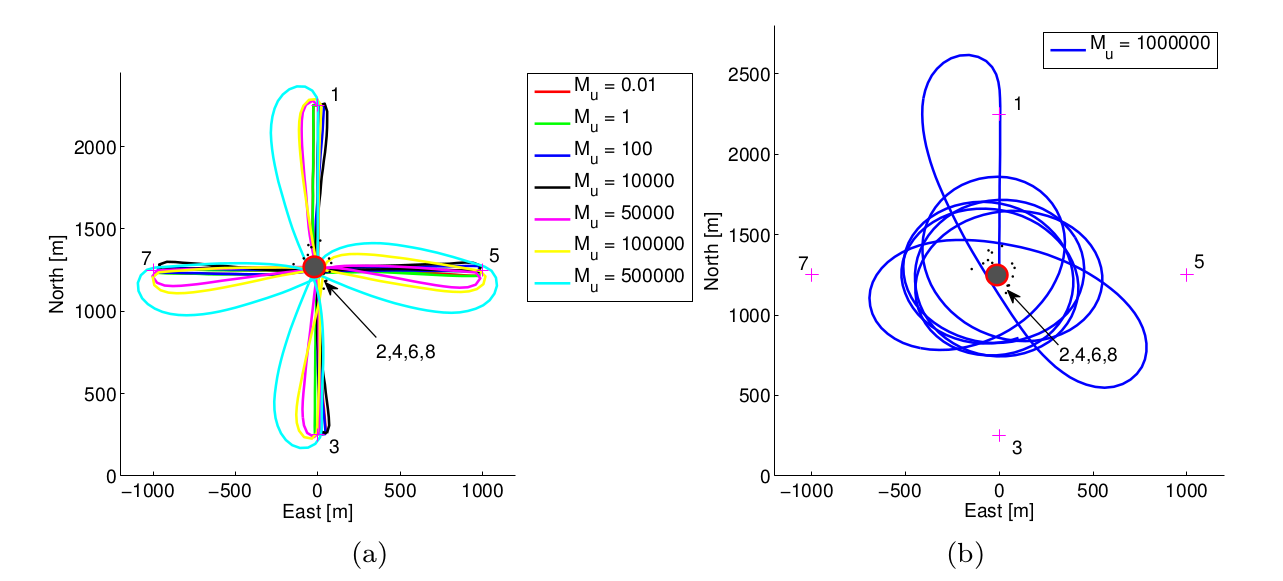 1
2000
1500
1000
500
0
7
5
2,4,6,8
3
−1000
−500
0
500
1000
North [m]
East [m]
M_u = 0.01
M_u = 1
M_u = 100
M_u = 10000
M_u = 50000
M_u = 100000
M_u = 500000
(a)
M_u = 1000000
2500
2000
1500
1000
500
0
1
7
5
2,4,6,8
3
−1000
−500
0
500
1000
North [m]
East [m]
(b)